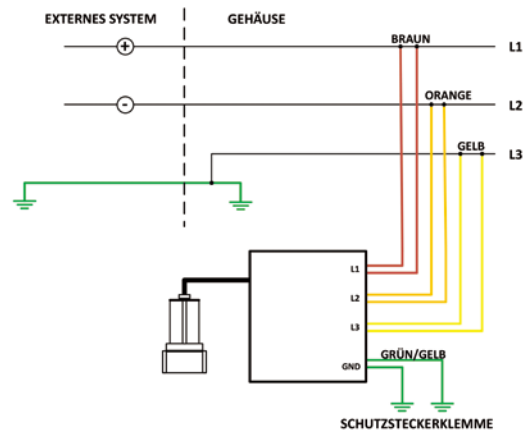 EXTERNES SYSTEM
GEHÄUSE
+
BRAUN
L1
-
ORANGE
L2
GELB
L3
L1
L2
L3
GRÜN/GELB
GND
SCHUTZSTECKERKLEMME